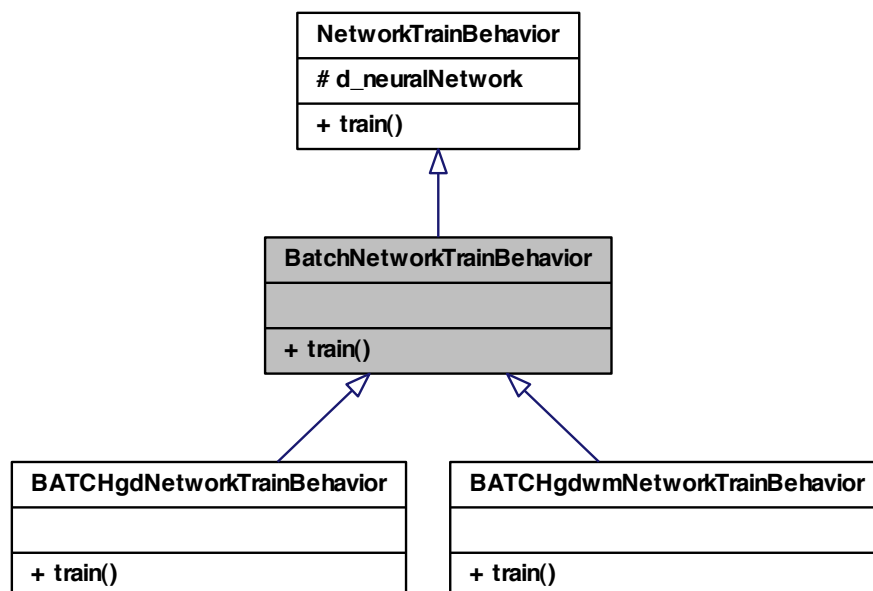 NetworkTrainBehavior
# d_neuralNetwork
+ train()
BatchNetworkTrainBehavior
+ train()
BATCHgdNetworkTrainBehavior
+ train()
BATCHgdwmNetworkTrainBehavior
+ train()